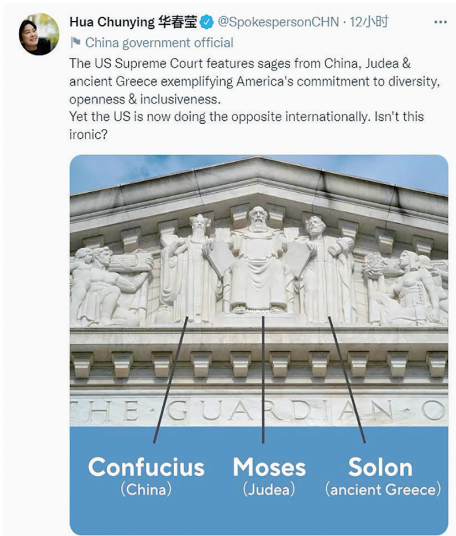 Hua Chunying 华春莹 @SpokespersonCHN · 12小时
China government official
The US Supreme Court features sages from China, Judea &
ancient Greece exemplifying America's commitment to diversity,
openness & inclusiveness.
Yet the US is now doing the opposite internationally. Isn't this
ironic?
THE·GUARDIAN·O
Confucius Moses Solon
(China) (Judea) (ancient Greece)